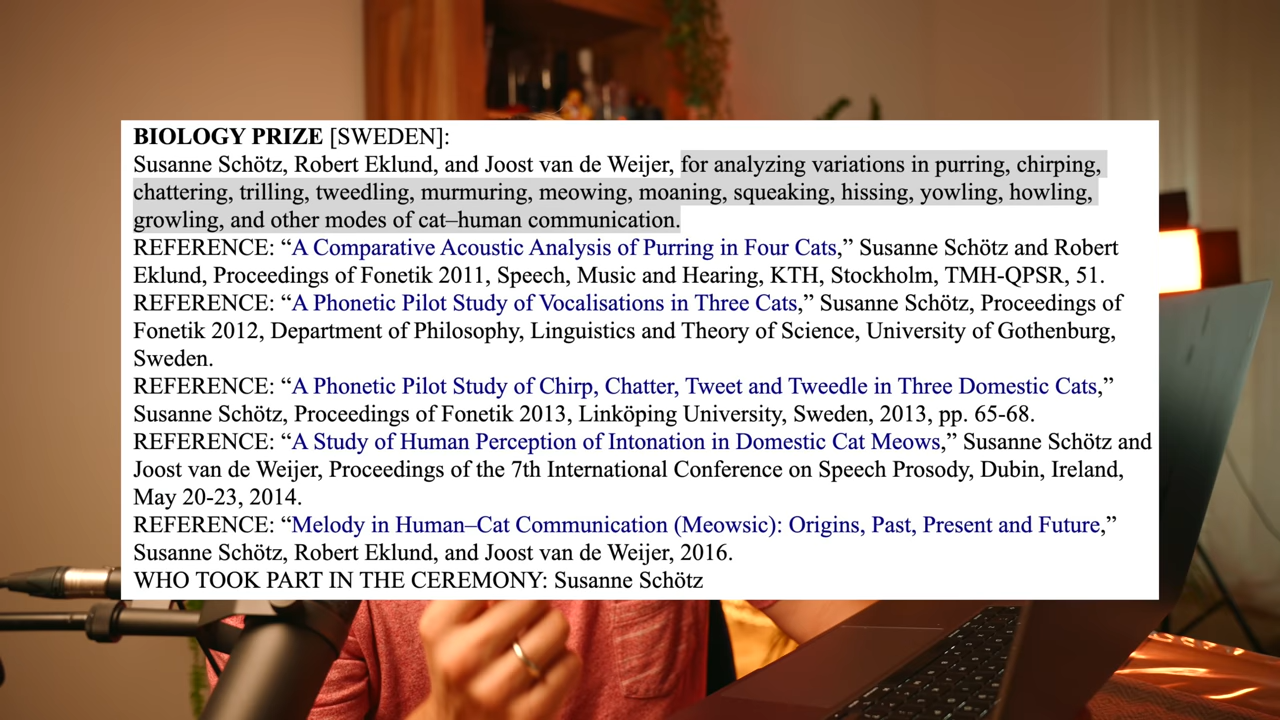 BIOLOGY PRIZE [SWEDEN]:
Susanne Schötz, Robert Eklund, and Joost van de Weijer, for analyzing variations in purring, chirping,
chattering, trilling, tweedling, murmuring, meowing, moaning, squeaking, hissing, yowling, howling,
growling, and other modes of cat–human communication.
REFERENCE: “A Comparative Acoustic Analysis of Purring in Four Cats,” Susanne Schötz and Robert
Eklund, Proceedings of Fonetik 2011, Speech, Music and Hearing, KTH, Stockholm, TMH-QPSR, 51.
REFERENCE: “A Phonetic Pilot Study of Vocalisations in Three Cats,” Susanne Schötz, Proceedings of
Fonetik 2012, Department of Philosophy, Linguistics and Theory of Science, University of Gothenburg,
Sweden.
REFERENCE: “A Phonetic Pilot Study of Chirp, Chatter, Tweet and Tweedle in Three Domestic Cats,”
Susanne Schötz, Proceedings of Fonetik 2013, Linköping University, Sweden, 2013, pp. 65-68.
REFERENCE: “A Study of Human Perception of Intonation in Domestic Cat Meows,” Susanne Schötz and
Joost van de Weijer, Proceedings of the 7th International Conference on Speech Prosody, Dubin, Ireland,
May 20-23, 2014.
REFERENCE: “Melody in Human–Cat Communication (Meowsic): Origins, Past, Present and Future,”
Susanne Schötz, Robert Eklund, and Joost van de Weijer, 2016.
WHO TOOK PART IN THE CEREMONY: Susanne Schötz